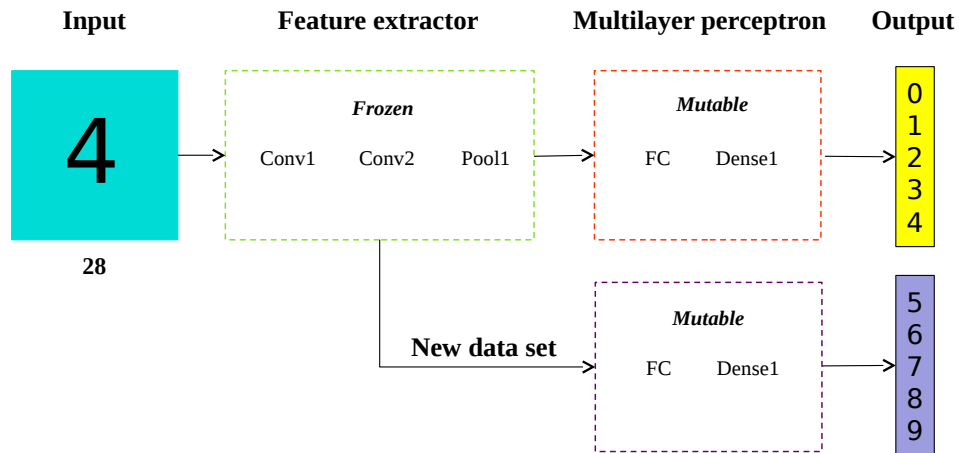 Input Feature extractor Multilayer perceptron Output
4
Frozen
Conv1 Conv2 Pool1
Mutable
FC Dense1
0
1
2
3
4
28
New data set
Mutable
FC Dense1
5
6
7
8
9